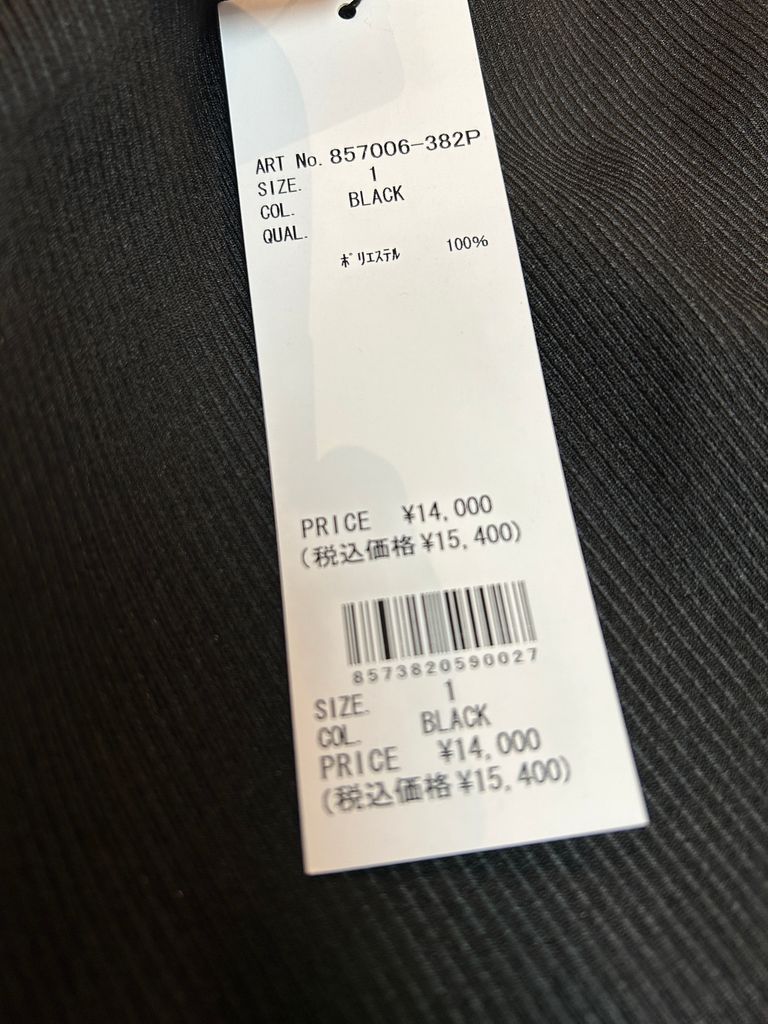 ART No. 857006-382P
SIZE. 1
COL. BLACK
QUAL.
ﾎﾟﾘｴｽﾃﾙ 100%
PRICE ¥14,000
(税込価格¥15,400)
8573820590027
SIZE. 1
COL. BLACK
PRICE ¥14,000
(税込価格¥15,400)